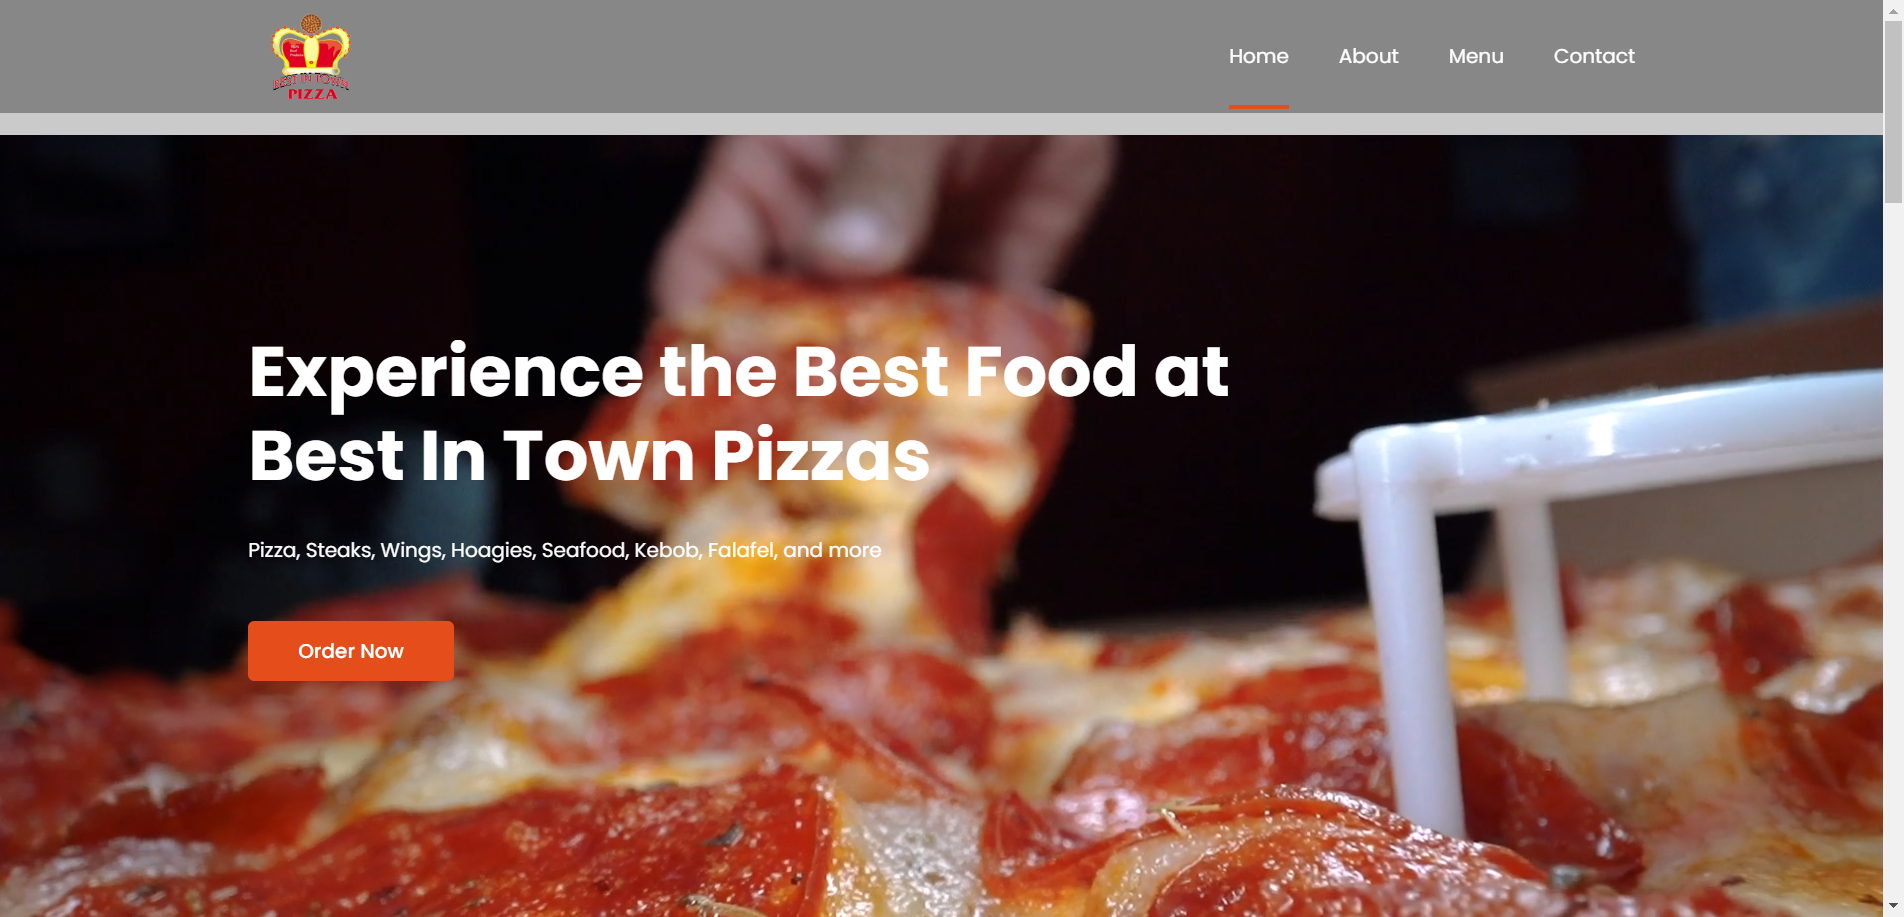 BEST IN TOWN
PIZZA
Home
About
Menu
Contact
Experience the Best Food at
Best In Town Pizzas
Pizza, Steaks, Wings, Hoagies, Seafood, Kebob, Falafel, and more
Order Now